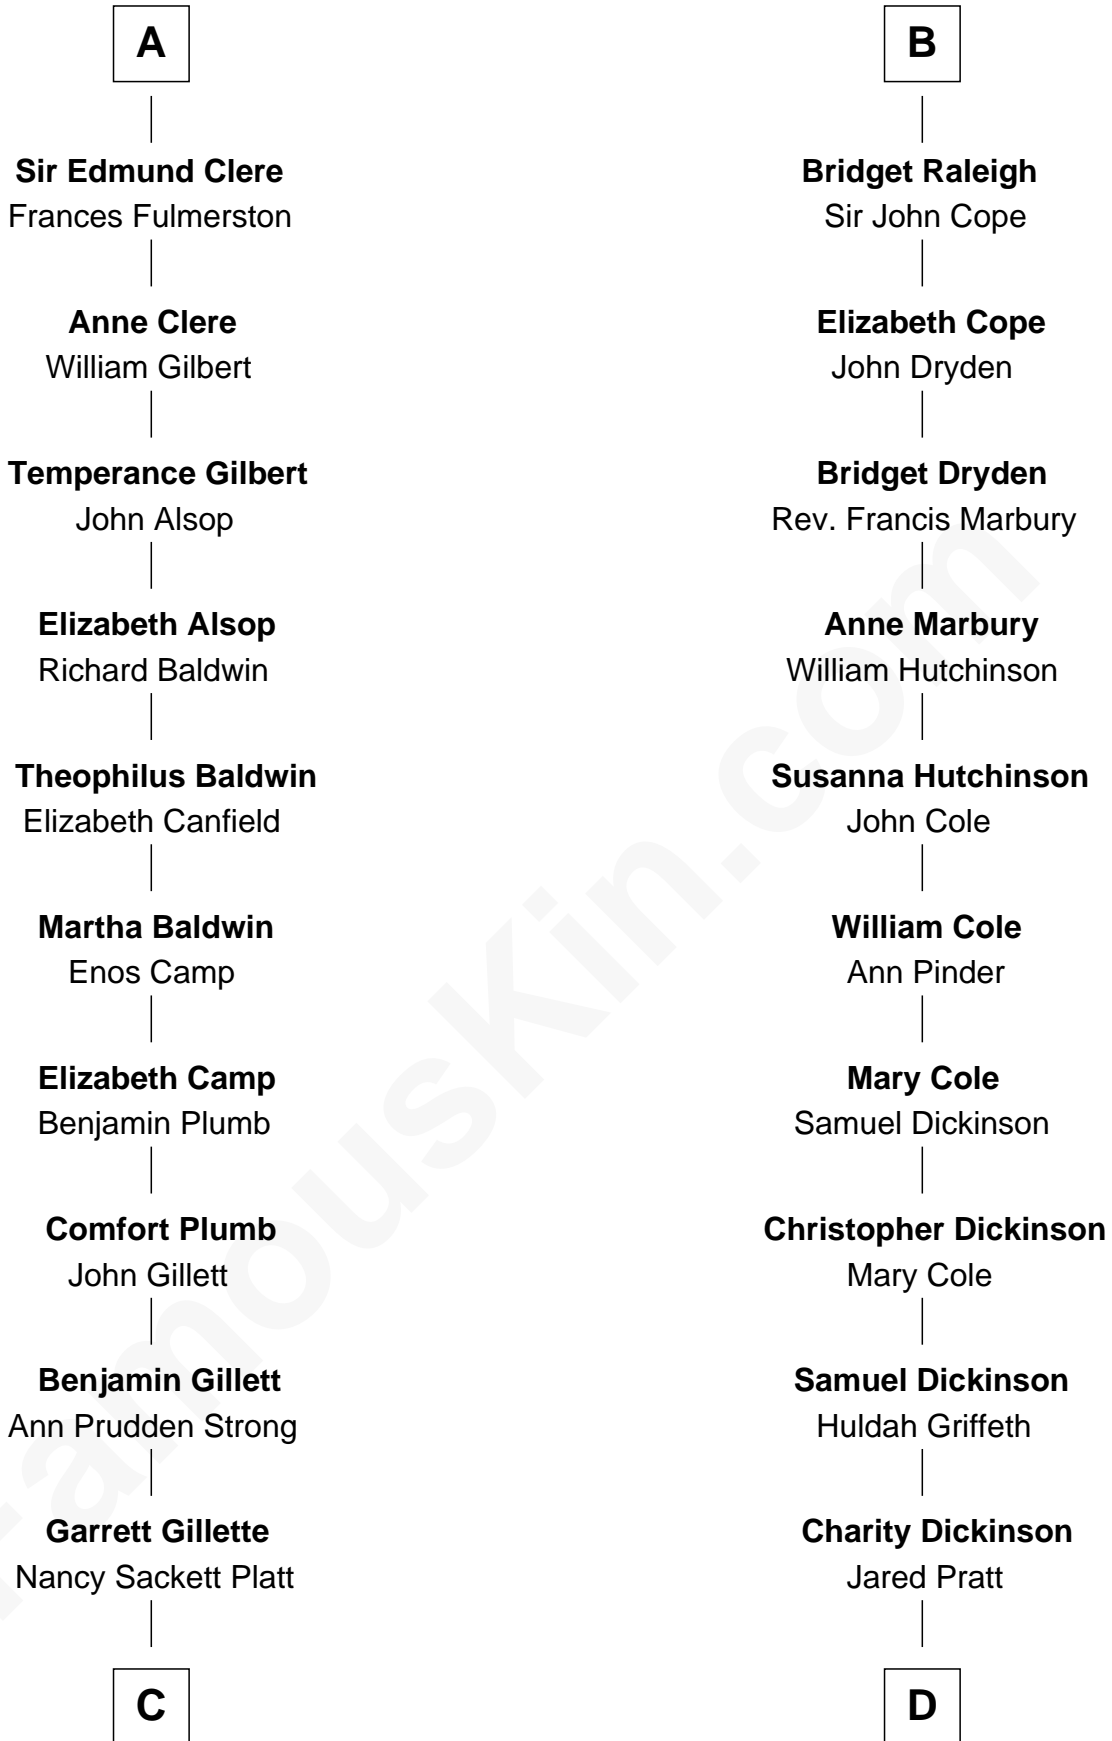 A
Sir Edmund Clere
Frances Fulmerston
Anne Clere
William Gilbert
Temperance Gilbert
John Alsop
Elizabeth Alsop
Richard Baldwin
Theophilus Baldwin
Elizabeth Canfield
Martha Baldwin
Enos Camp
Elizabeth Camp
Benjamin Plumb
Comfort Plumb
John Gillett
Benjamin Gillett
Ann Prudden Strong
Garrett Gillette
Nancy Sackett Platt
C
B
Bridget Raleigh
Sir John Cope
Elizabeth Cope
John Dryden
Bridget Dryden
Rev. Francis Marbury
Anne Marbury
William Hutchinson
Susanna Hutchinson
John Cole
William Cole
Ann Pinder
Mary Cole
Samuel Dickinson
Christopher Dickinson
Mary Cole
Samuel Dickinson
Huldah Griffeth
Charity Dickinson
Jared Pratt
D
FamousKin.com